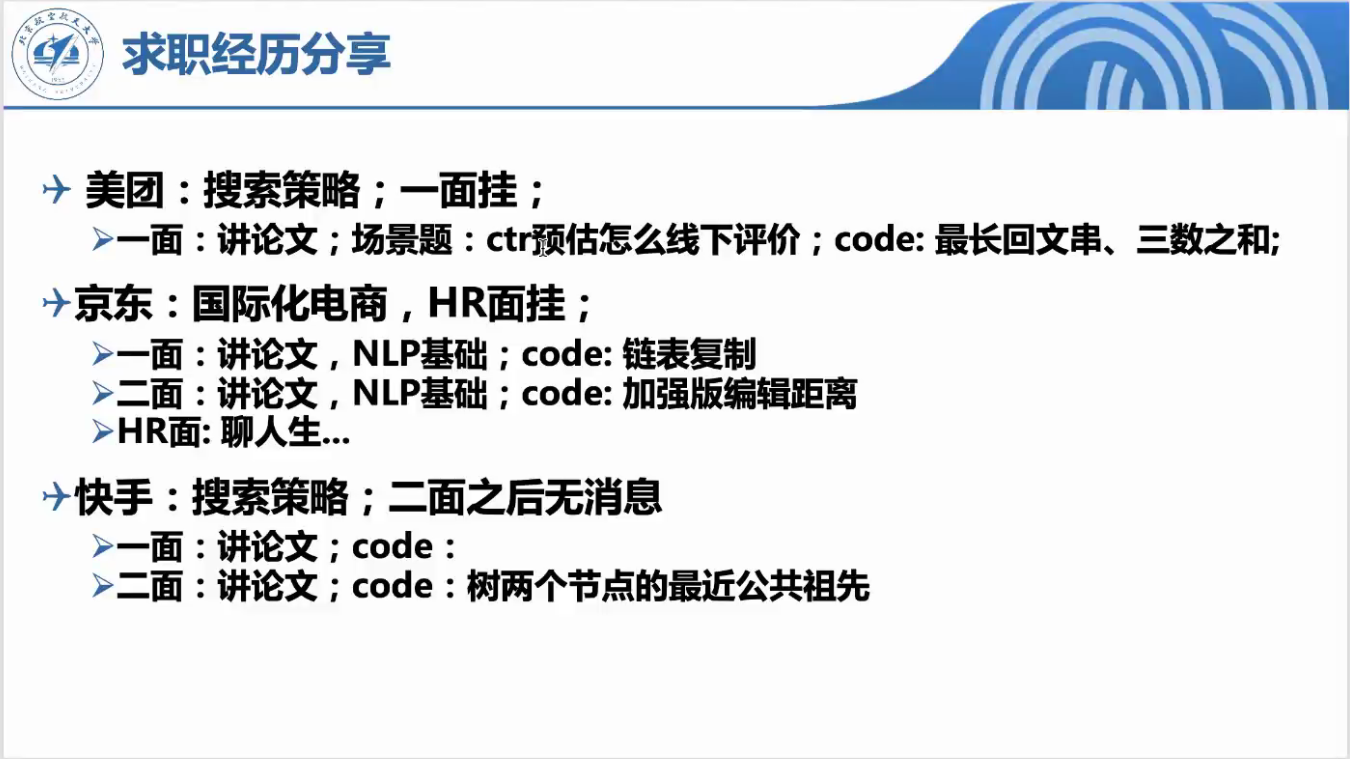 北京航空航天大学
1952
求职经历分享
美团：搜索策略；一面挂；
一面：讲论文；场景题：ctr预估怎么线下评价；code: 最长回文串、三数之和;
京东：国际化电商，HR面挂；
一面：讲论文，NLP基础；code: 链表复制
二面：讲论文，NLP基础；code: 加强版编辑距离
HR面: 聊人生...
快手：搜索策略；二面之后无消息
一面：讲论文；code：
二面：讲论文；code：树两个节点的最近公共祖先